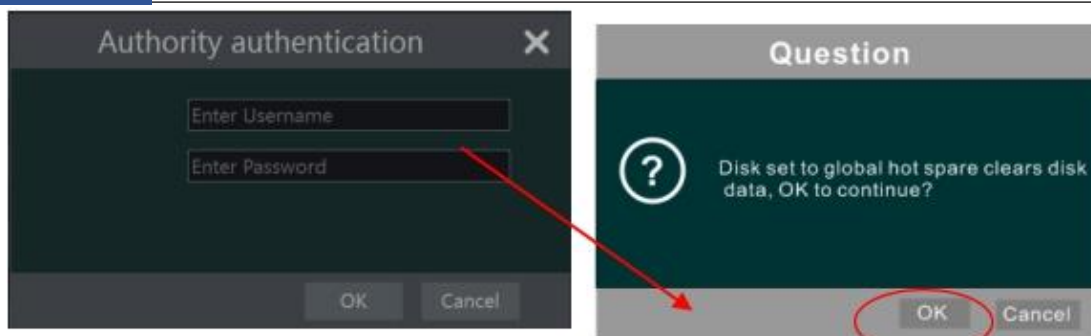 Authority authentication
Enter Username
Enter Password
OK Cancel
Question
?
Disk set to global hot spare clears disk
data, OK to continue?
OK Cancel